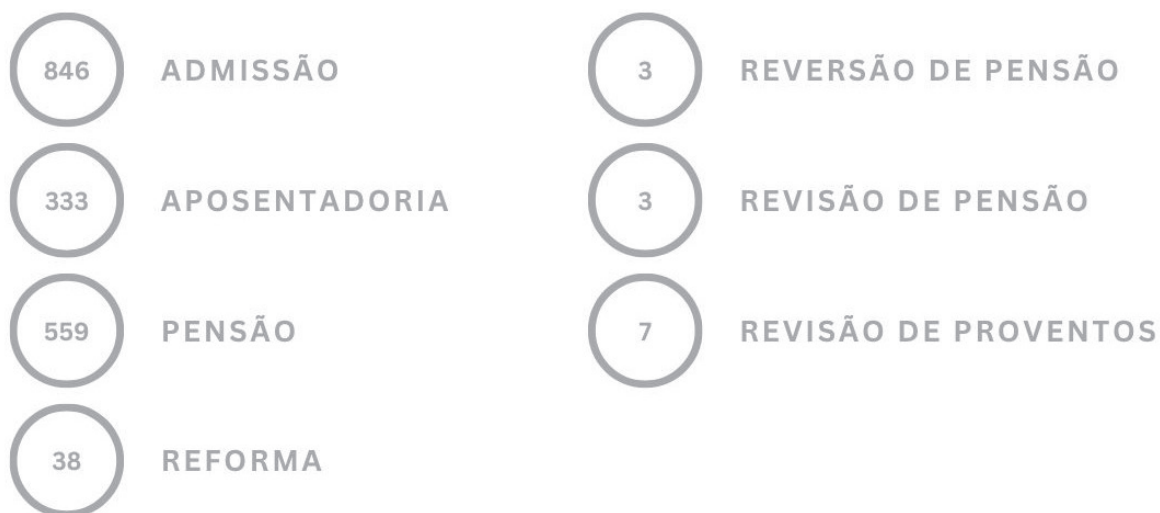 846 ADMISSÃO
333 APOSENTADORIA
559 PENSÃO
38 REFORMA
3 REVERSÃO DE PENSÃO
3 REVISÃO DE PENSÃO
7 REVISÃO DE PROVENTOS